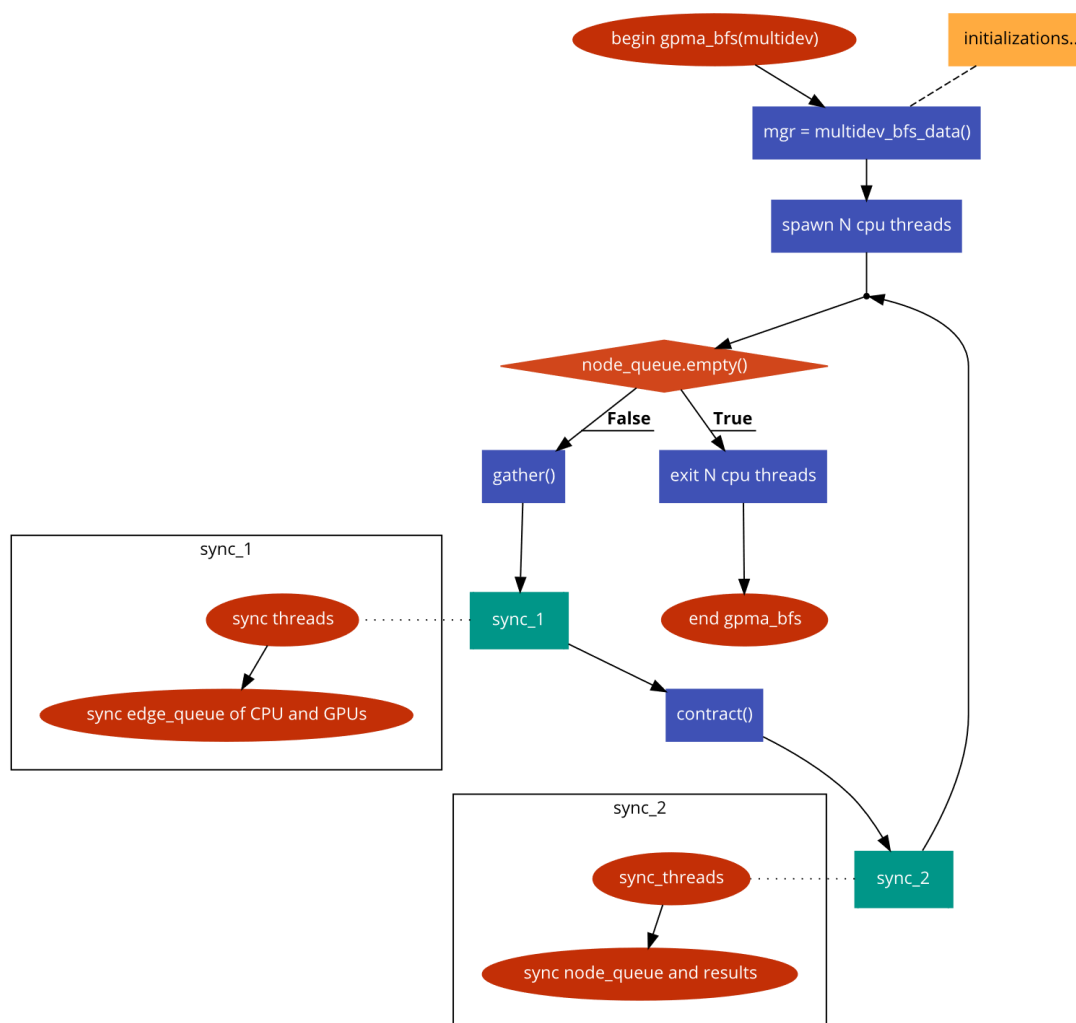 begin gpma_bfs(multidev)
initializations..
mgr = multidev_bfs_data()
spawn N cpu threads
node_queue.empty()
False
True
gather()
exit N cpu threads
sync_1
sync threads
sync_1
end gpma_bfs
sync edge_queue of CPU and GPUs
contract()
sync_2
sync_threads
sync_2
sync node_queue and results